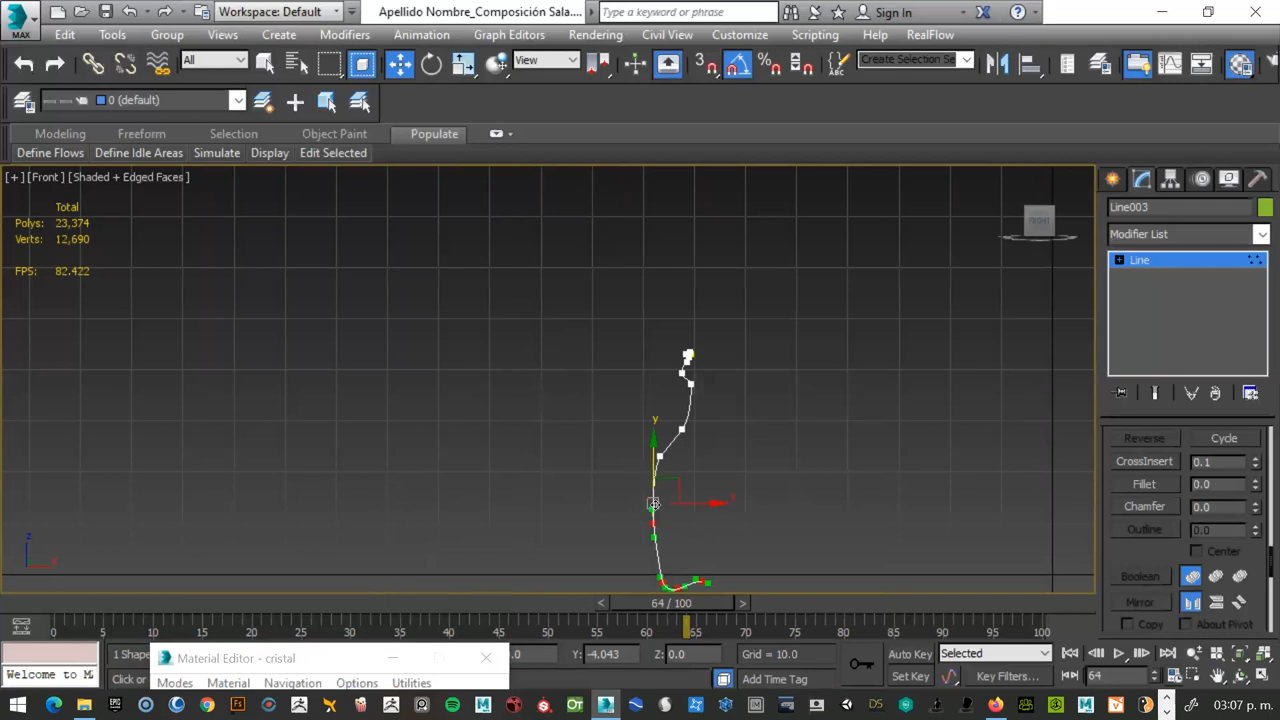 MAX
Workspace: Default
Apellido Nombre_Composición Sala....
Type a keyword or phrase
Sign In
Edit Tools Group Views Create Modifiers Animation Graph Editors Rendering Civil View Customize Scripting Help RealFlow
All
View
3
%
ABC
Create Selection Se
0 (default)
Modeling Freeform Selection Object Paint Populate
Define Flows Define Idle Areas Simulate Display Edit Selected
[+] [Front] [Shaded + Edged Faces ]
Total
Polys: 23,374
Verts: 12,690
FPS: 82.422
FRONT
y
x
z
x
Line003
Modifier List
Line
Reverse Cycle
CrossInsert 0.1
Fillet 0.0
Chamfer 0.0
Outline 0.0
Center
Boolean
Mirror
Copy About Pivot
< 64 / 100 >
0 5 10 15 20 25 30 35 40 45 50 55 60 65 70 75 80 85 90 95 100
1 Shape
Material Editor - cristal
Y: -4.043 Z: 0.0 Grid = 10.0
Auto Key Selected
Welcome to M
Click or
Modes Material Navigation Options Utilities
Add Time Tag
Set Key Key Filters... 64
03:07 p. m.